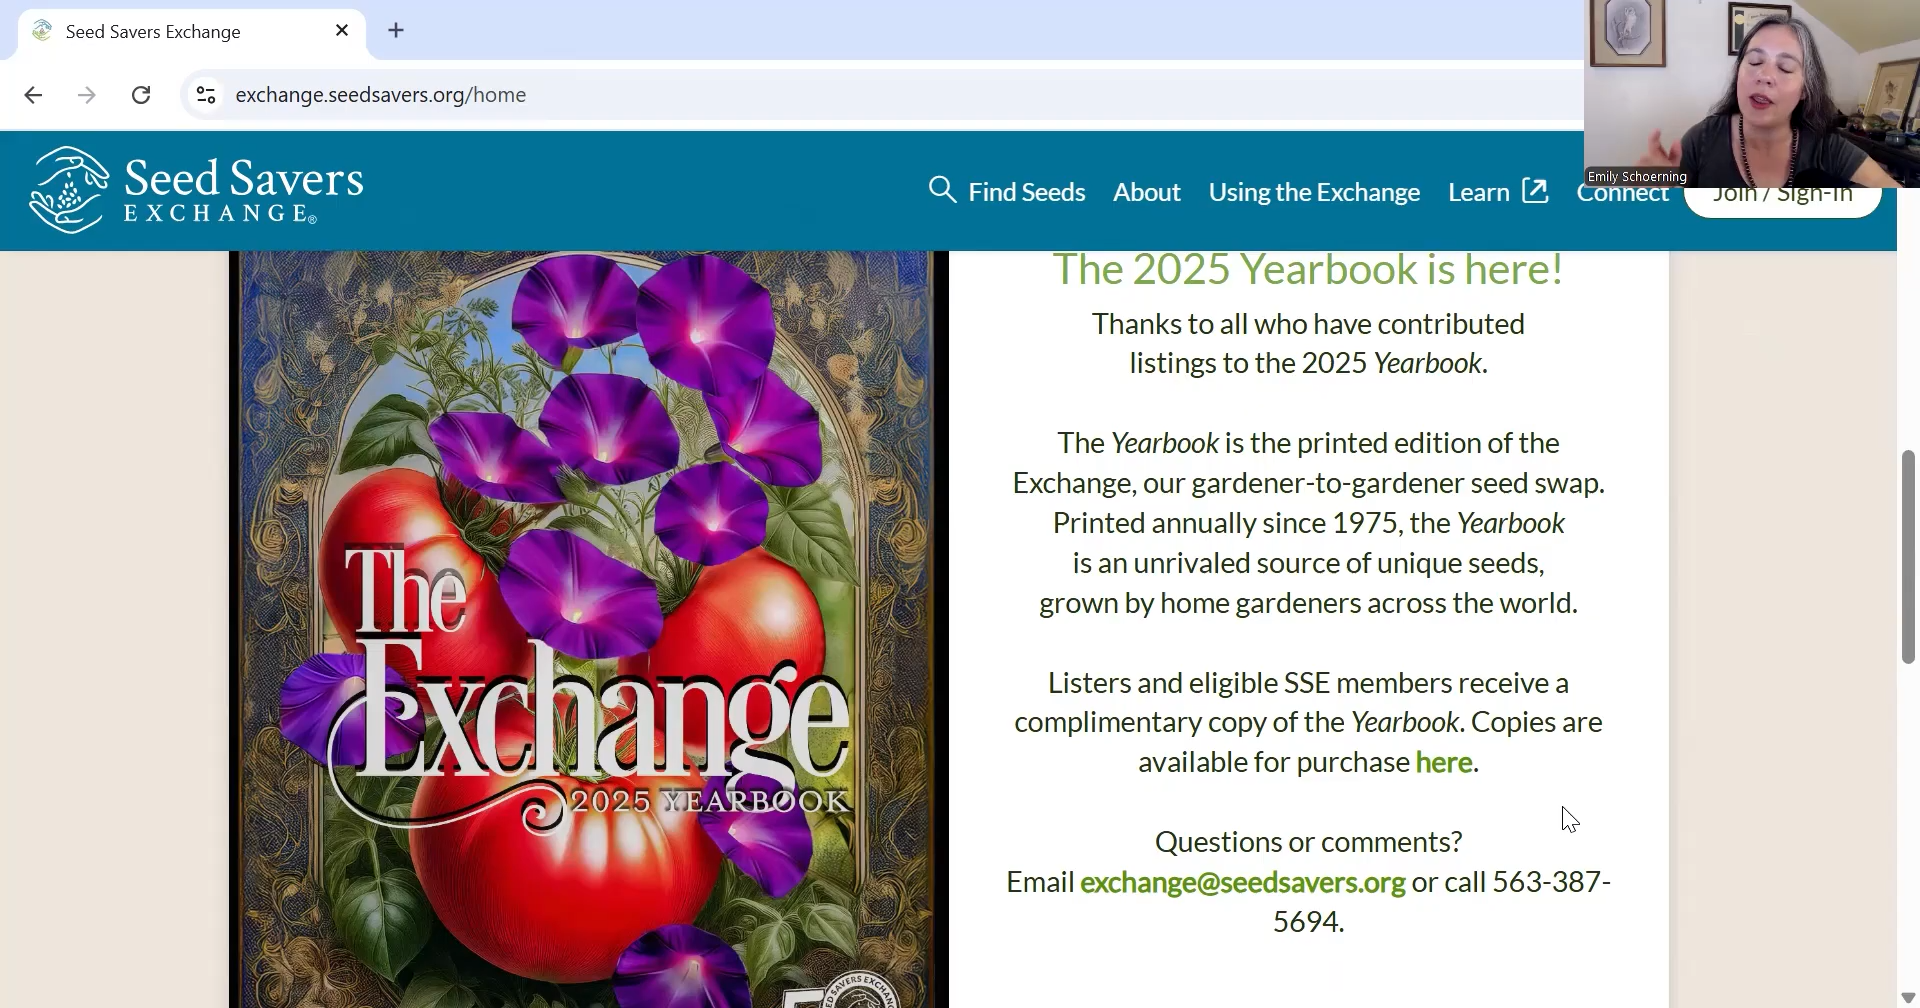 Seed Savers Exchange
exchange.seedsavers.org/home
Emily Schoerning
Seed Savers
EXCHANGE®
Find Seeds About Using the Exchange Learn Connect Join / Sign-In
The 2025 Yearbook is here!
Thanks to all who have contributed
listings to the 2025 Yearbook.
The Yearbook is the printed edition of the
Exchange, our gardener-to-gardener seed swap.
Printed annually since 1975, the Yearbook
is an unrivaled source of unique seeds,
grown by home gardeners across the world.
Listers and eligible SSE members receive a
complimentary copy of the Yearbook. Copies are
available for purchase here.
Questions or comments?
Email exchange@seedsavers.org or call 563-387-
5694.
The
Exchange
2025 YEARBOOK
SAVERS EXCHANGE